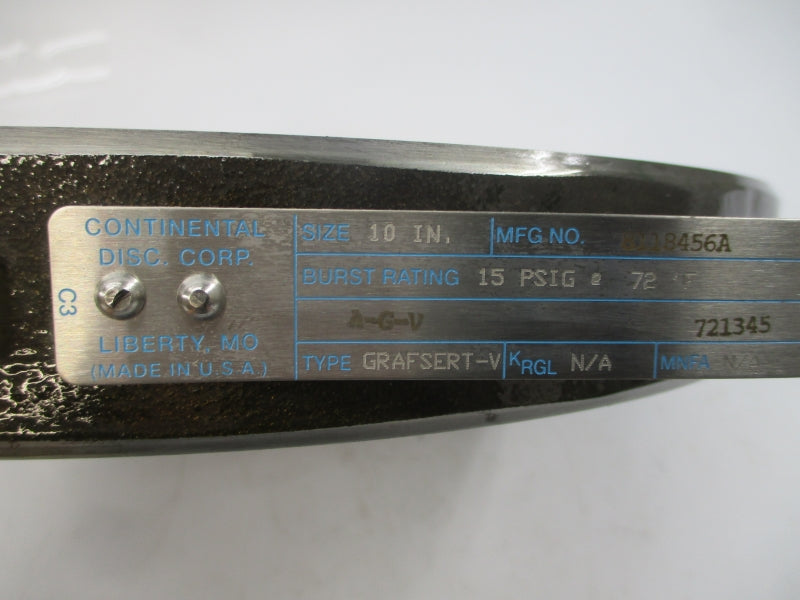 CONTINENTAL
DISC. CORP.
C3
LIBERTY, MO
(MADE IN U.S.A.)
SIZE 10 IN. MFG NO.
BURST RATING 15 PSIG @ 72 °F
A-G-V 721345
TYPE GRAFSERT-V KRGL N/A MNFA N/A